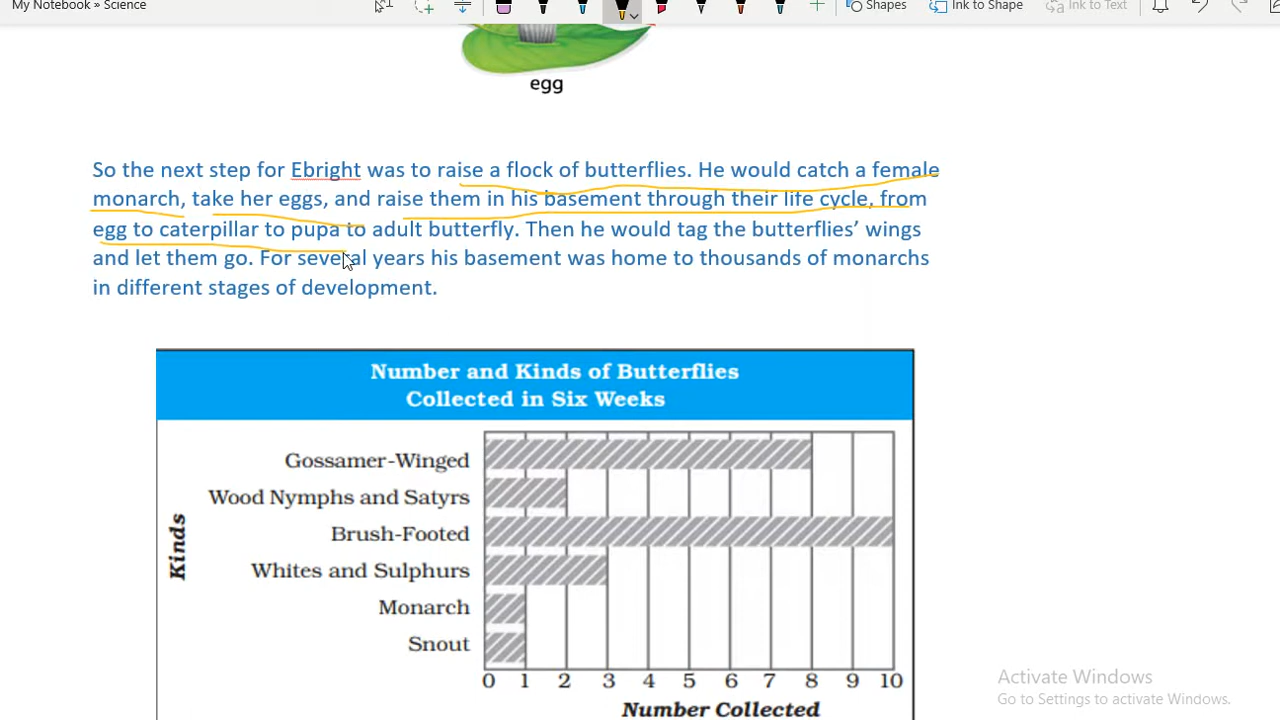 My Notebook » Science
Shapes
Ink to Shape
Ink to Text
egg
So the next step for Ebright was to raise a flock of butterflies. He would catch a female
monarch, take her eggs, and raise them in his basement through their life cycle, from
egg to caterpillar to pupa to adult butterfly. Then he would tag the butterflies’ wings
and let them go. For several years his basement was home to thousands of monarchs
in different stages of development.
Number and Kinds of Butterflies
Collected in Six Weeks
Kinds
Gossamer-Winged
Wood Nymphs and Satyrs
Brush-Footed
Whites and Sulphurs
Monarch
Snout
0 1 2 3 4 5 6 7 8 9 10
Number Collected
Activate Windows
Go to Settings to activate Windows.